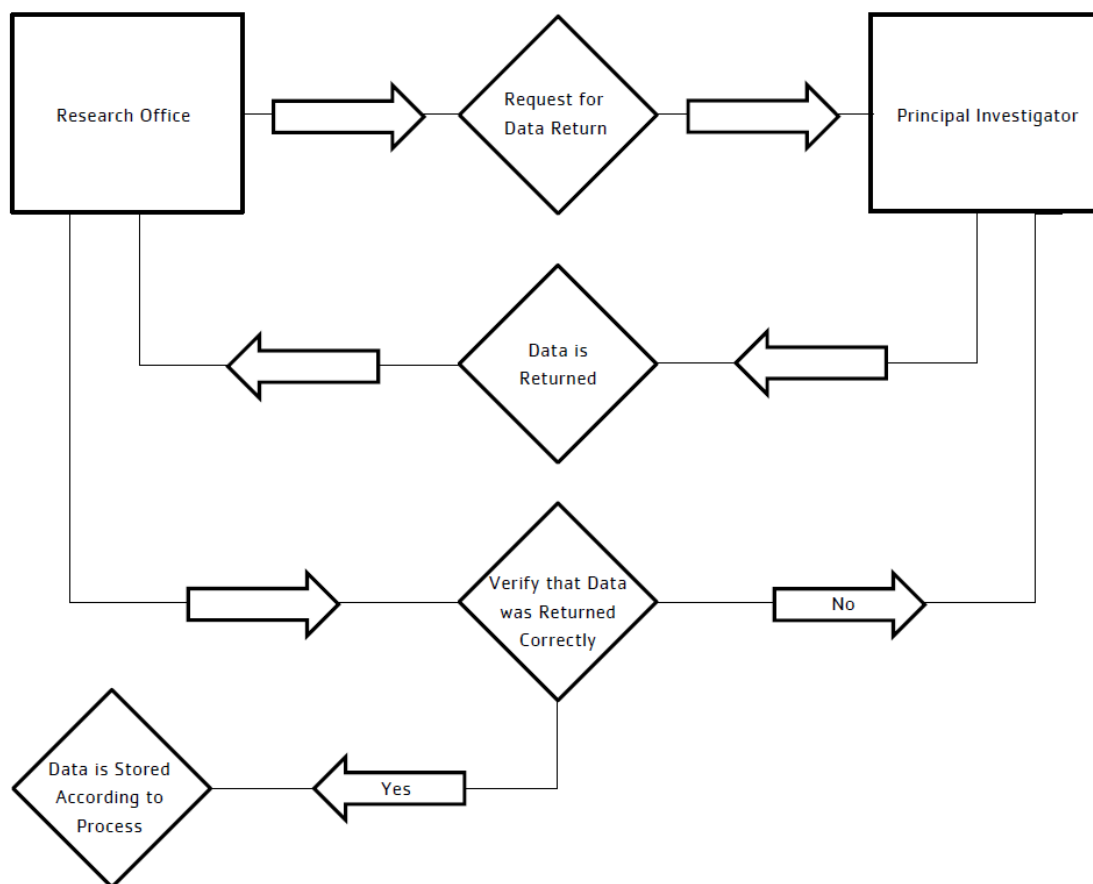 Research Office
Request for
Data Return
Principal Investigator
Data is
Returned
Verify that Data
was Returned
Correctly
No
Data is Stored
According to
Process
Yes